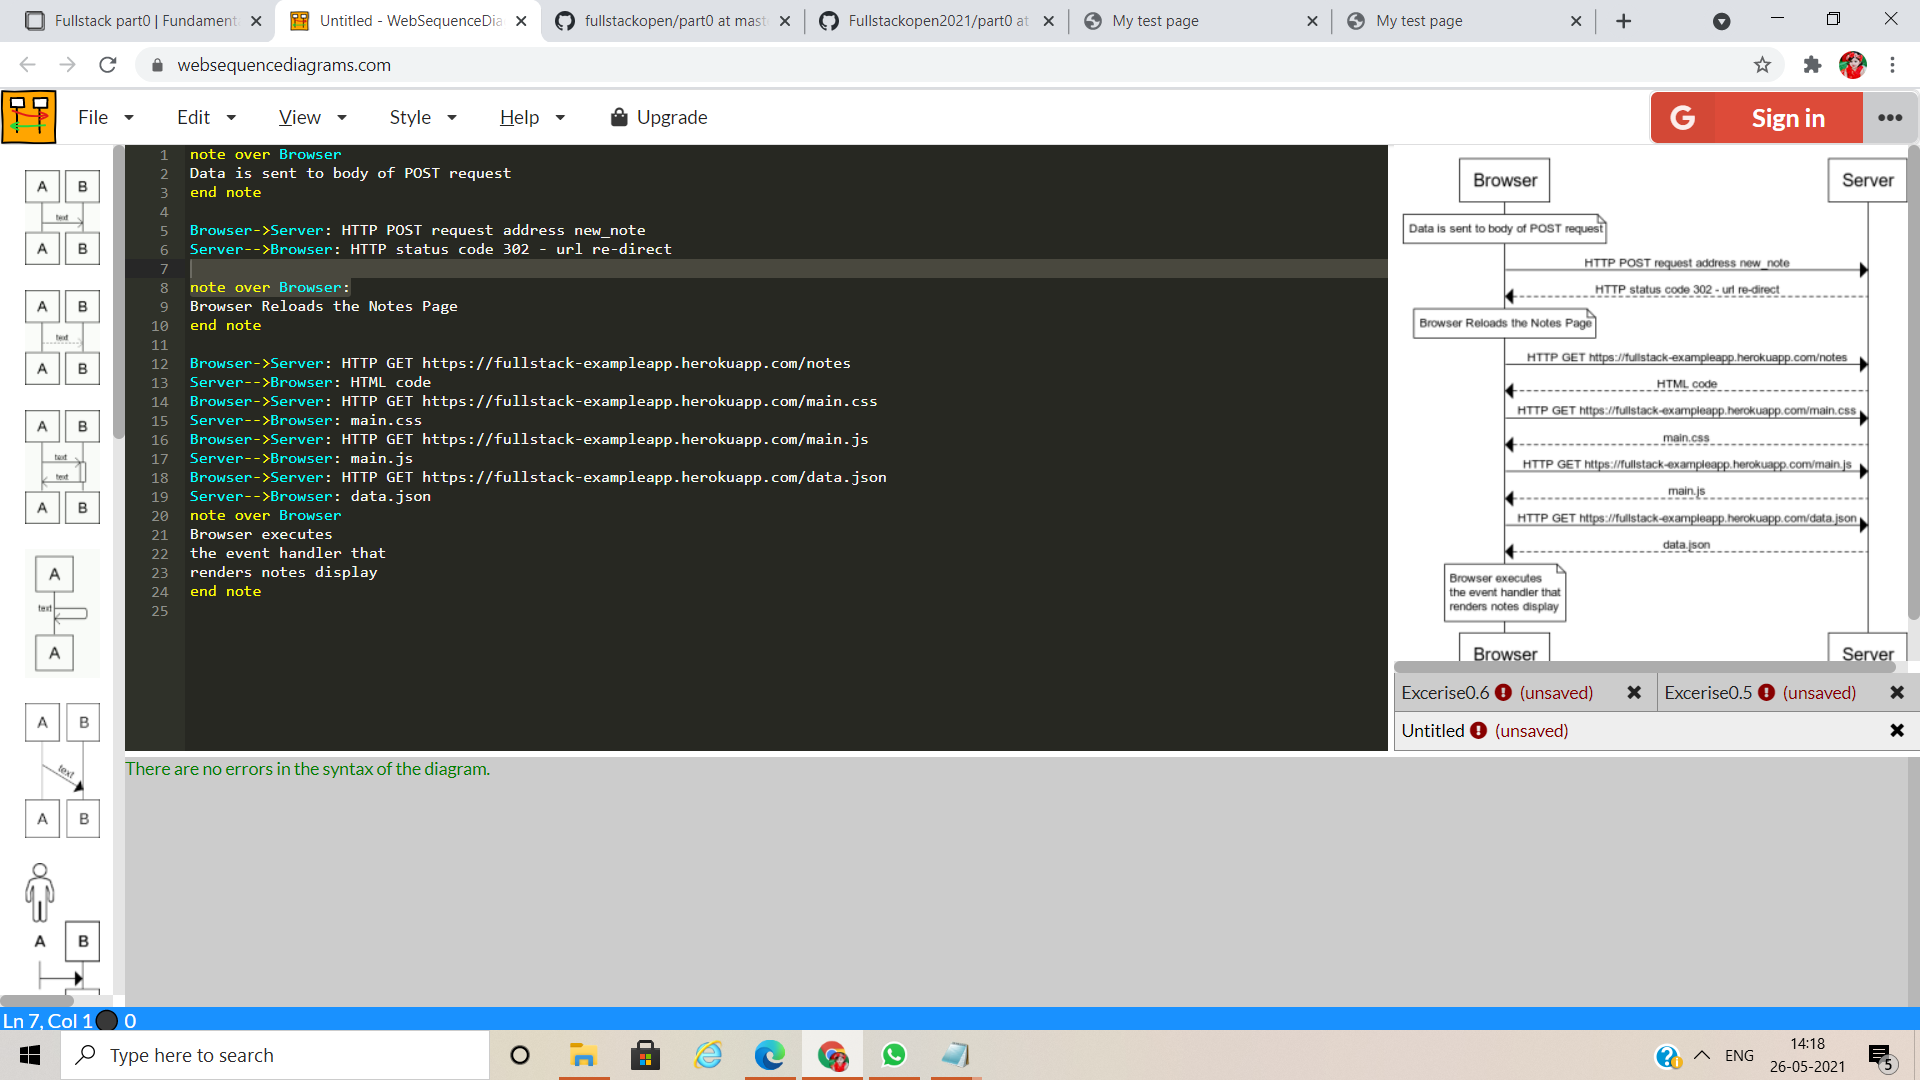 Fullstack part0 | Fundament
Untitled - WebSequenceDia
fullstackopen/part0 at mast
Fullstackopen2021/part0 at
My test page
My test page
websequencediagrams.com
File
Edit
View
Style
Help
Upgrade
G
Sign in
A B
text
A B
A B
text
A B
A B
text
text
A B
A
text
A
A B
text
A B
A B
1 note over Browser
2 Data is sent to body of POST request
3 end note
4
5 Browser->Server: HTTP POST request address new_note
6 Server-->Browser: HTTP status code 302 - url re-direct
7
8 note over Browser:
9 Browser Reloads the Notes Page
10 end note
11
12 Browser->Server: HTTP GET https://fullstack-exampleapp.herokuapp.com/notes
13 Server-->Browser: HTML code
14 Browser->Server: HTTP GET https://fullstack-exampleapp.herokuapp.com/main.css
15 Server-->Browser: main.css
16 Browser->Server: HTTP GET https://fullstack-exampleapp.herokuapp.com/main.js
17 Server-->Browser: main.js
18 Browser->Server: HTTP GET https://fullstack-exampleapp.herokuapp.com/data.json
19 Server-->Browser: data.json
20 note over Browser
21 Browser executes
22 the event handler that
23 renders notes display
24 end note
25
Browser
Server
Data is sent to body of POST request
HTTP POST request address new_note
HTTP status code 302 - url re-direct
Browser Reloads the Notes Page
HTTP GET https://fullstack-exampleapp.herokuapp.com/notes
HTML code
HTTP GET https://fullstack-exampleapp.herokuapp.com/main.css
main.css
HTTP GET https://fullstack-exampleapp.herokuapp.com/main.js
main.js
HTTP GET https://fullstack-exampleapp.herokuapp.com/data.json
data.json
Browser executes
the event handler that
renders notes display
Browser
Server
Excerise0.6 (unsaved)
Excerise0.5 (unsaved)
Untitled (unsaved)
There are no errors in the syntax of the diagram.
Ln 7, Col 1 0
Type here to search
ENG
14:18
26-05-2021
5